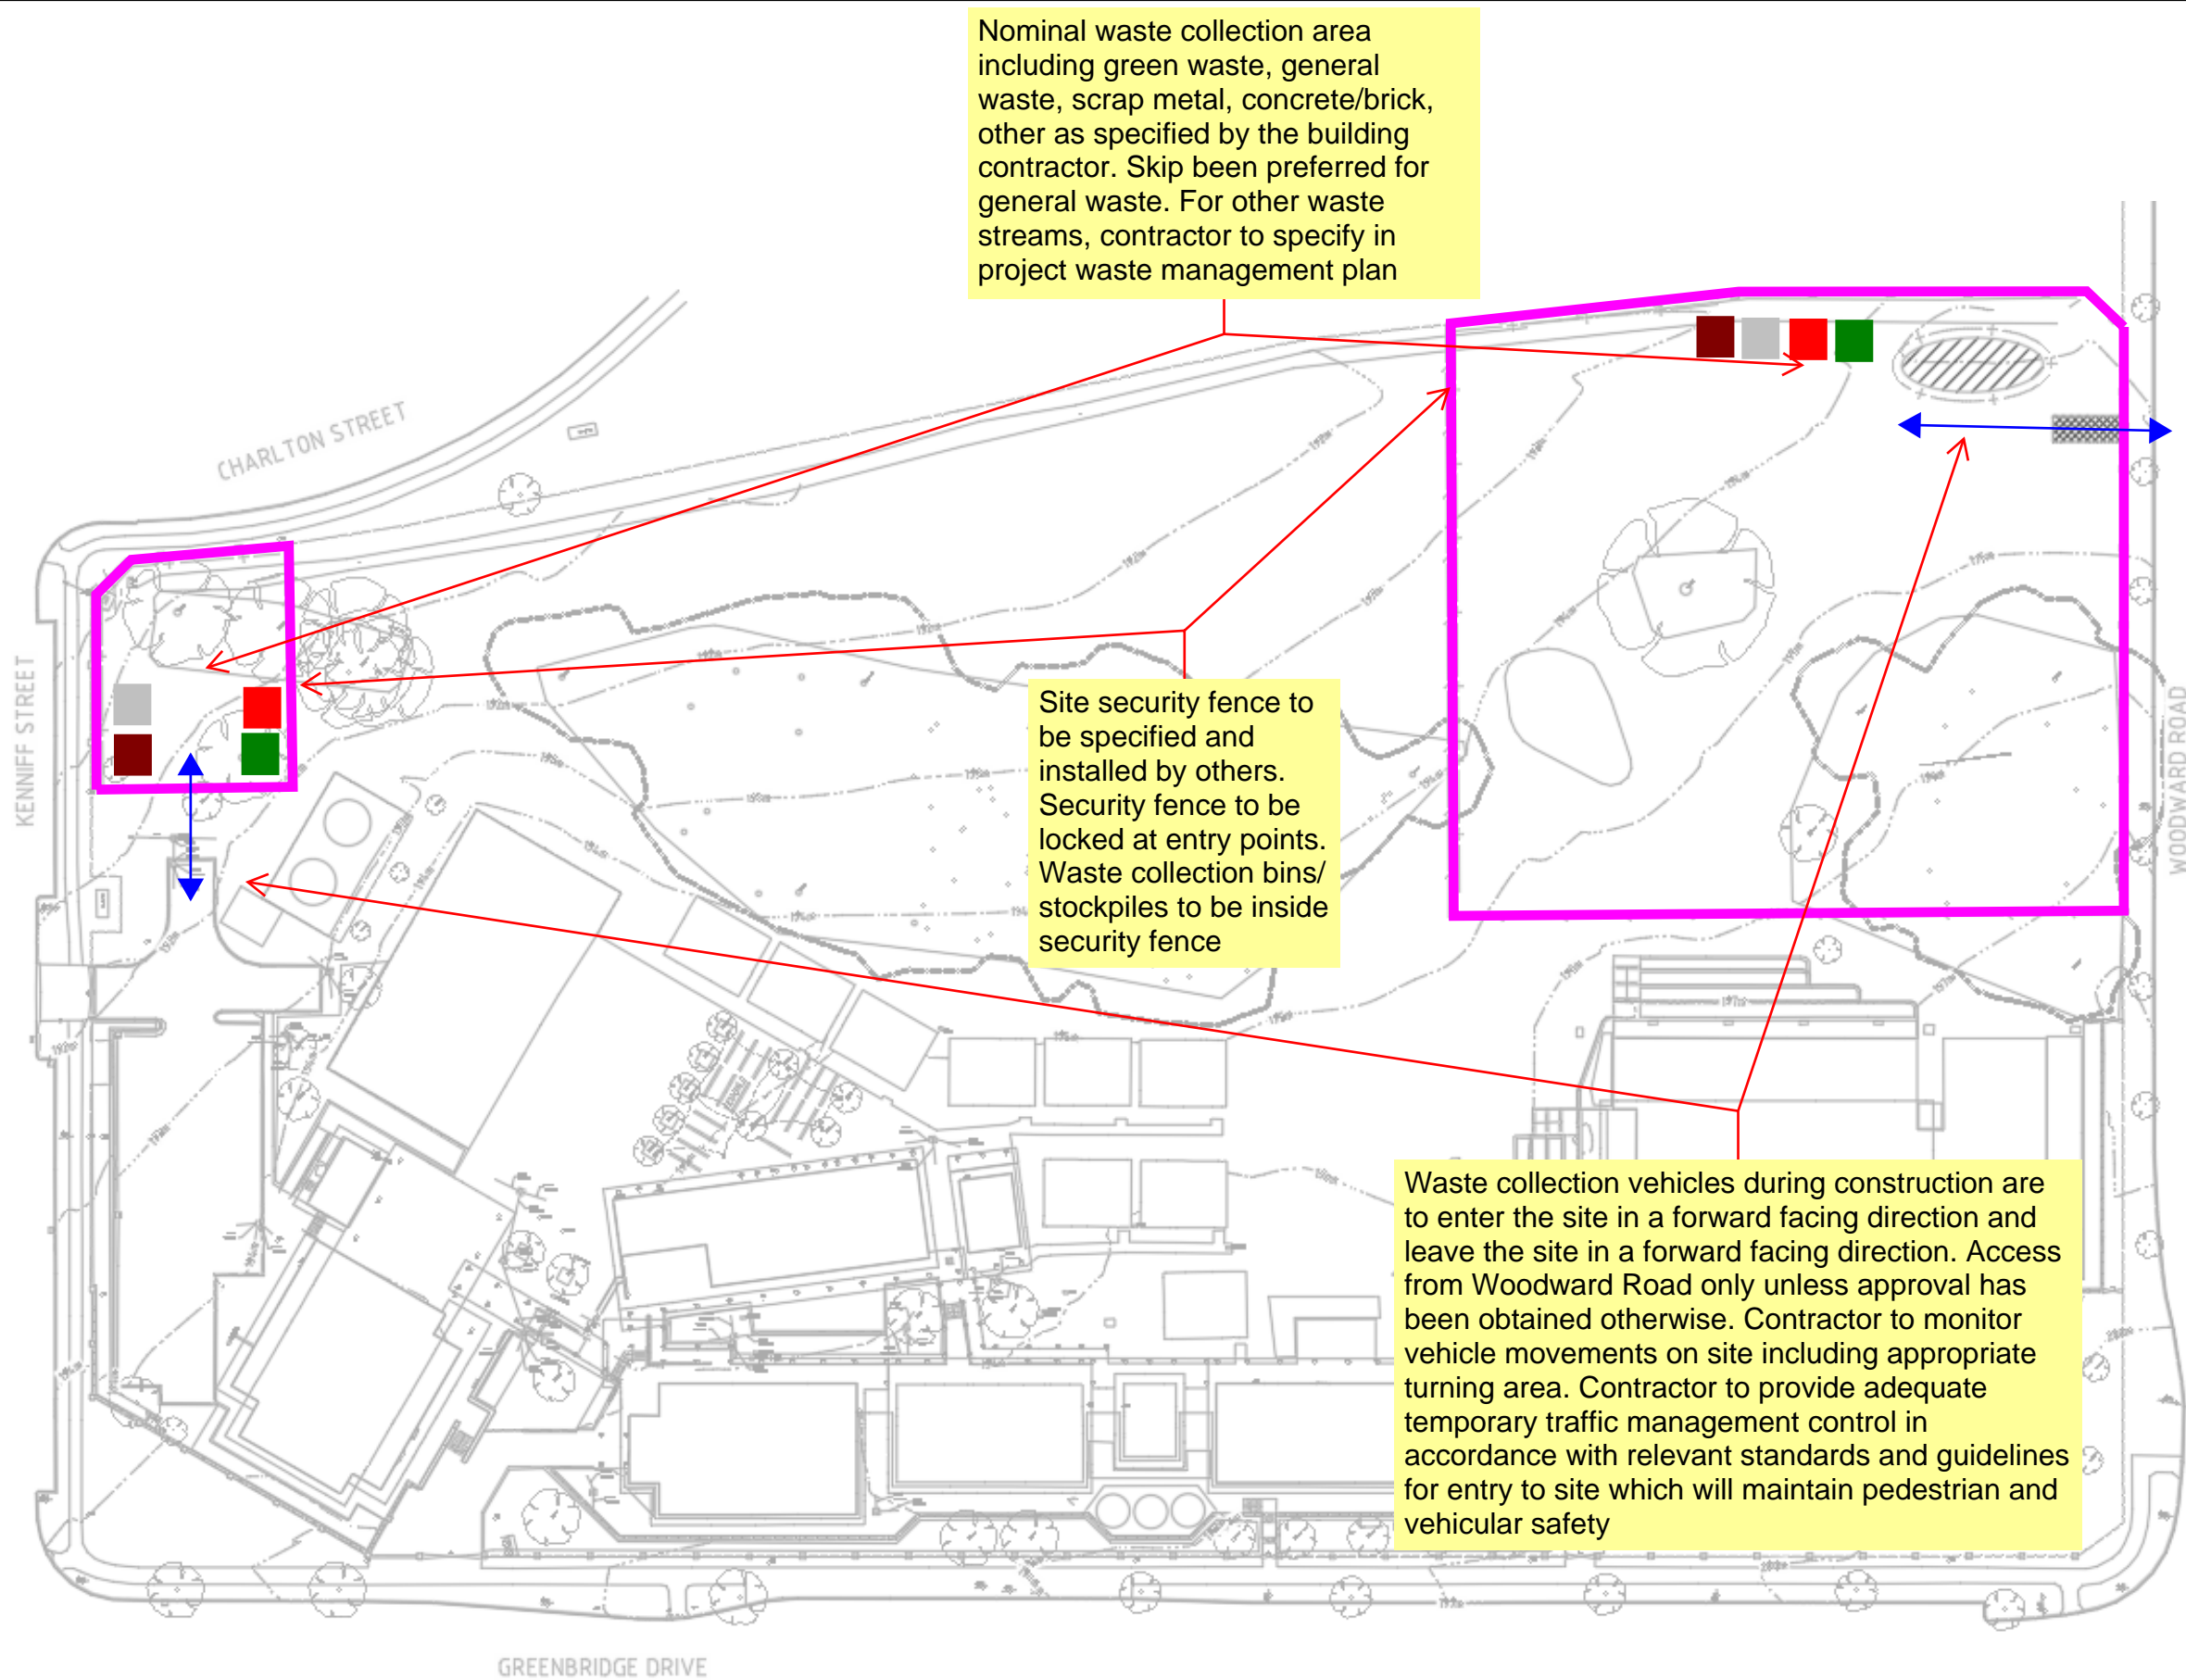 Nominal waste collection area
including green waste, general
waste, scrap metal, concrete/brick,
other as specified by the building
contractor. Skip been preferred for
general waste. For other waste
streams, contractor to specify in
project waste management plan
CHARLTON STREET
KENNIFF STREET
WOODWARD ROAD
Site security fence to
be specified and
installed by others.
Security fence to be
locked at entry points.
Waste collection bins/
stockpiles to be inside
security fence
Waste collection vehicles during construction are
to enter the site in a forward facing direction and
leave the site in a forward facing direction. Access
from Woodward Road only unless approval has
been obtained otherwise. Contractor to monitor
vehicle movements on site including appropriate
turning area. Contractor to provide adequate
temporary traffic management control in
accordance with relevant standards and guidelines
for entry to site which will maintain pedestrian and
vehicular safety
GREENBRIDGE DRIVE